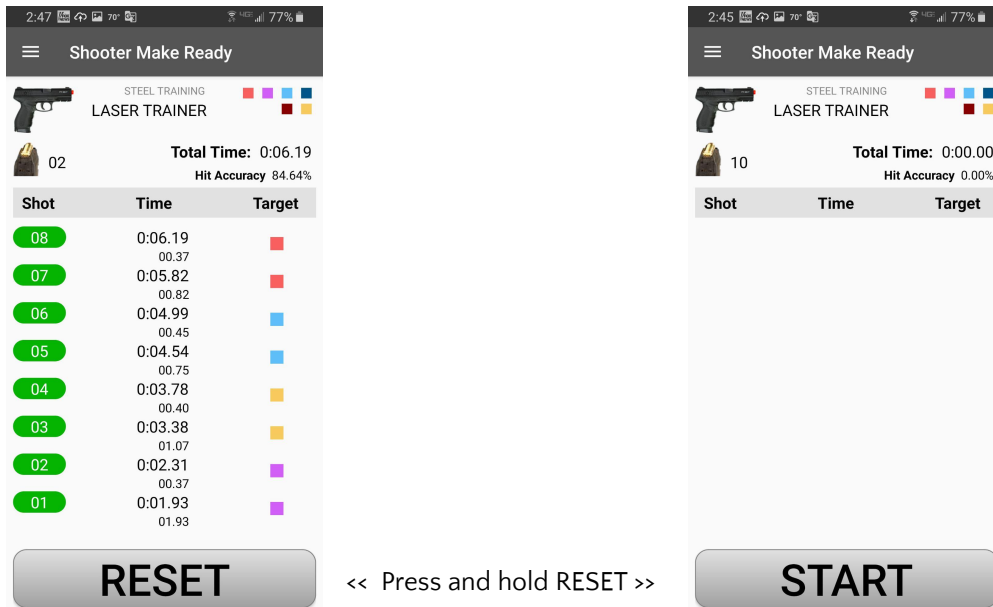 2:47 70° 4GE 77%
Shooter Make Ready
STEEL TRAINING
LASER TRAINER
02
Total Time: 0:06.19
Hit Accuracy 84.64%
Shot Time Target
08 0:06.19
00.37
07 0:05.82
00.82
06 0:04.99
00.45
05 0:04.54
00.75
04 0:03.78
00.40
03 0:03.38
01.07
02 0:02.31
00.37
01 0:01.93
01.93
RESET
<< Press and hold RESET >>
2:45 70° 4GE 77%
Shooter Make Ready
STEEL TRAINING
LASER TRAINER
10
Total Time: 0:00.00
Hit Accuracy 0.00%
Shot Time Target
START